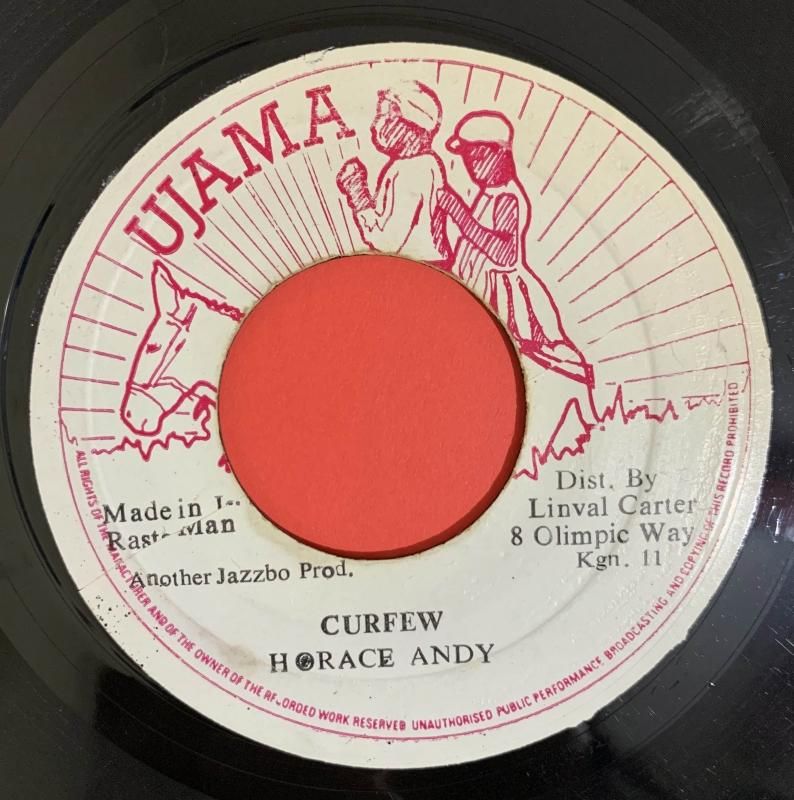 UJAMA
Made in
Man
Another Jazzbo Prod.
Dist. By
Linval Carter
8 Olimpic Way
Kgn. 11
CURFEW
HORACE ANDY
ALL RIGHTS OF THE AND OF THE OWNER OF THE RECORDED WORK RESERVED UNAUTHORISED PUBLIC PERFORMANCE, BROADCASTING AND COPYING OF THIS RECORD PROHIBITED